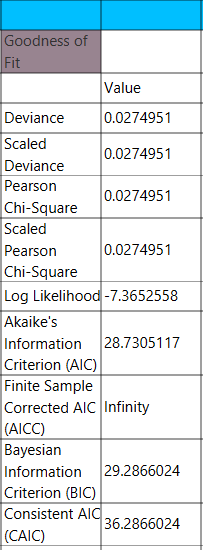 Goodness of
Fit
Value
Deviance 0.0274951
Scaled
Deviance 0.0274951
Pearson
Chi-Square 0.0274951
Scaled
Pearson 0.0274951
Chi-Square
Log Likelihood -7.3652558
Akaike's
Information 28.7305117
Criterion (AIC)
Finite Sample
Corrected AIC Infinity
(AICC)
Bayesian
Information 29.2866024
Criterion (BIC)
Consistent AIC 36.2866024
(CAIC)